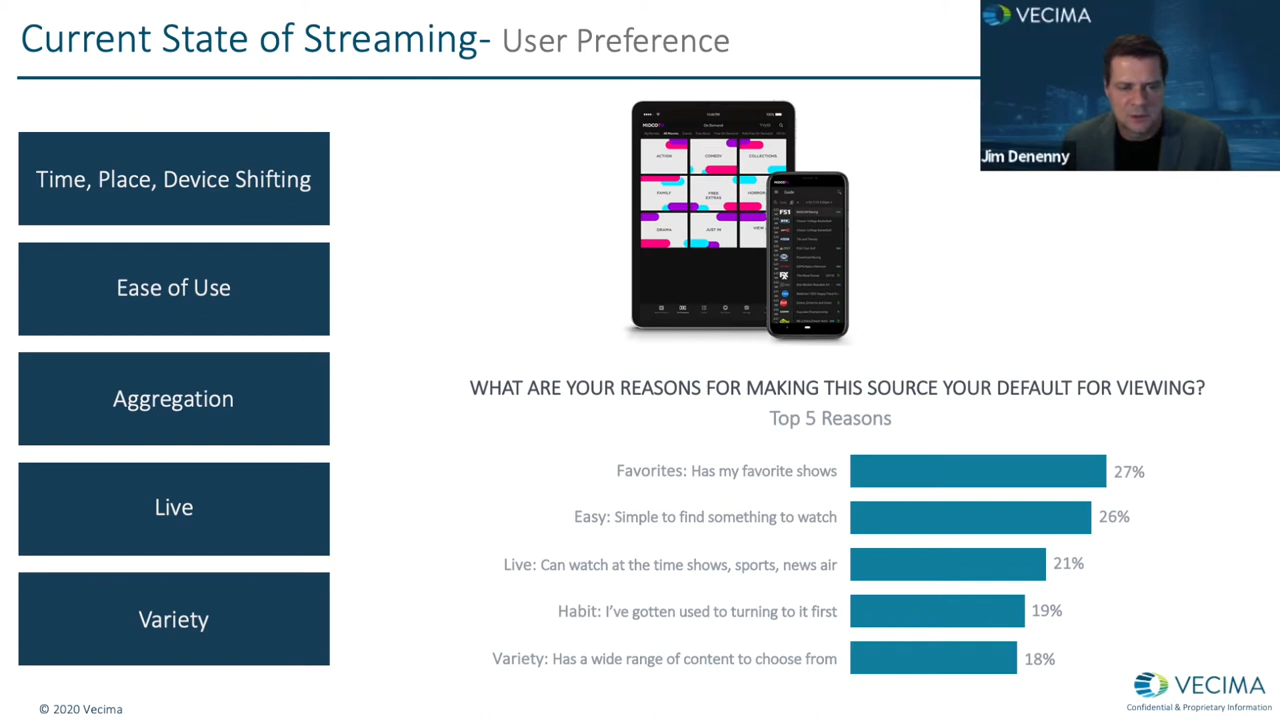 Current State of Streaming- User Preference
VECIMA
Jim Denenny
Time, Place, Device Shifting
Ease of Use
Aggregation
Live
Variety
On Demand
ACTION
COMEDY
COLLECTIONS
FAMILY
FREE EXTRAS
HORROR
DRAMA
JUST IN
Guide
FS1
FX
WHAT ARE YOUR REASONS FOR MAKING THIS SOURCE YOUR DEFAULT FOR VIEWING?
Top 5 Reasons
Favorites: Has my favorite shows 27%
Easy: Simple to find something to watch 26%
Live: Can watch at the time shows, sports, news air 21%
Habit: I’ve gotten used to turning to it first 19%
Variety: Has a wide range of content to choose from 18%
VECIMA
Confidential & Proprietary Information
© 2020 Vecima